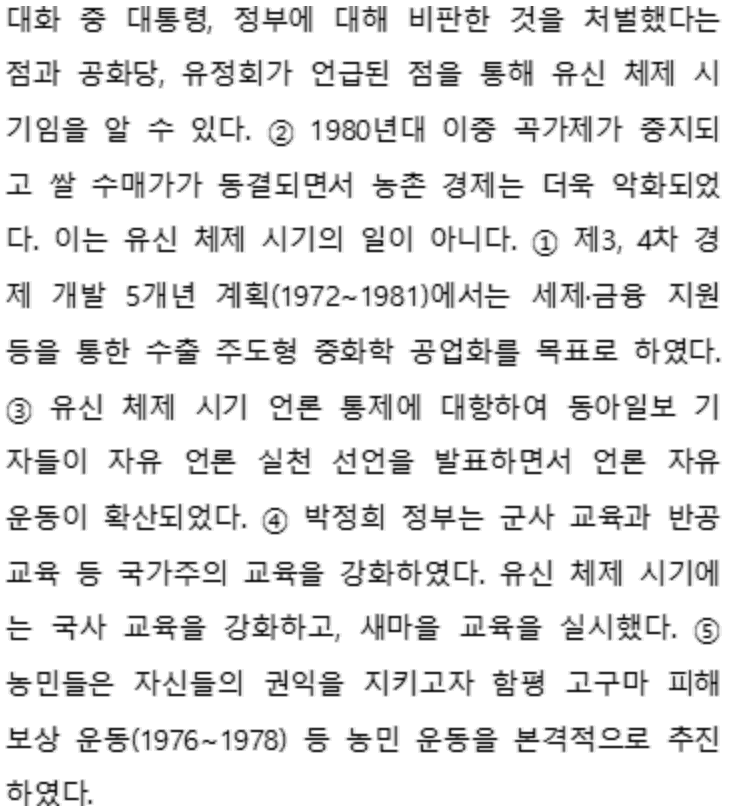 대화 중 대통령, 정부에 대해 비판한 것을 처벌했다는
점과 공화당, 유정회가 언급된 점을 통해 유신 체제 시
기임을 알 수 있다. ② 1980년대 이중 곡가제가 중지되
고 쌀 수매가가 동결되면서 농촌 경제는 더욱 악화되었
다. 이는 유신 체제 시기의 일이 아니다. ① 제3, 4차 경
제 개발 5개년 계획(1972~1981)에서는 세제·금융 지원
등을 통한 수출 주도형 중화학 공업화를 목표로 하였다.
③ 유신 체제 시기 언론 통제에 대항하여 동아일보 기
자들이 자유 언론 실천 선언을 발표하면서 언론 자유
운동이 확산되었다. ④ 박정희 정부는 군사 교육과 반공
교육 등 국가주의 교육을 강화하였다. 유신 체제 시기에
는 국사 교육을 강화하고, 새마을 교육을 실시했다. ⑤
농민들은 자신들의 권익을 지키고자 함평 고구마 피해
보상 운동(1976~1978) 등 농민 운동을 본격적으로 추진
하였다.